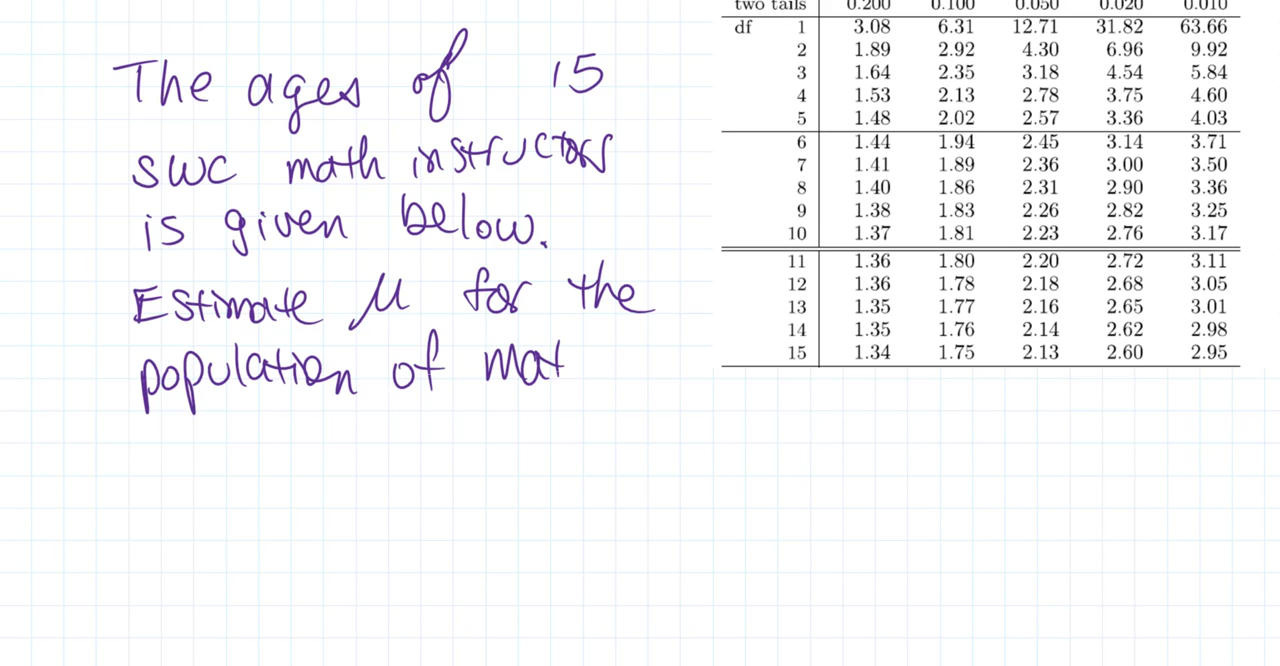 The ages of 15
SWC math instructors
is given below.
Estimate μ for the
population of mat
two tails 0.200 0.100 0.050 0.020 0.010
df 1 3.08 6.31 12.71 31.82 63.66
2 1.89 2.92 4.30 6.96 9.92
3 1.64 2.35 3.18 4.54 5.84
4 1.53 2.13 2.78 3.75 4.60
5 1.48 2.02 2.57 3.36 4.03
6 1.44 1.94 2.45 3.14 3.71
7 1.41 1.89 2.36 3.00 3.50
8 1.40 1.86 2.31 2.90 3.36
9 1.38 1.83 2.26 2.82 3.25
10 1.37 1.81 2.23 2.76 3.17
11 1.36 1.80 2.20 2.72 3.11
12 1.36 1.78 2.18 2.68 3.05
13 1.35 1.77 2.16 2.65 3.01
14 1.35 1.76 2.14 2.62 2.98
15 1.34 1.75 2.13 2.60 2.95